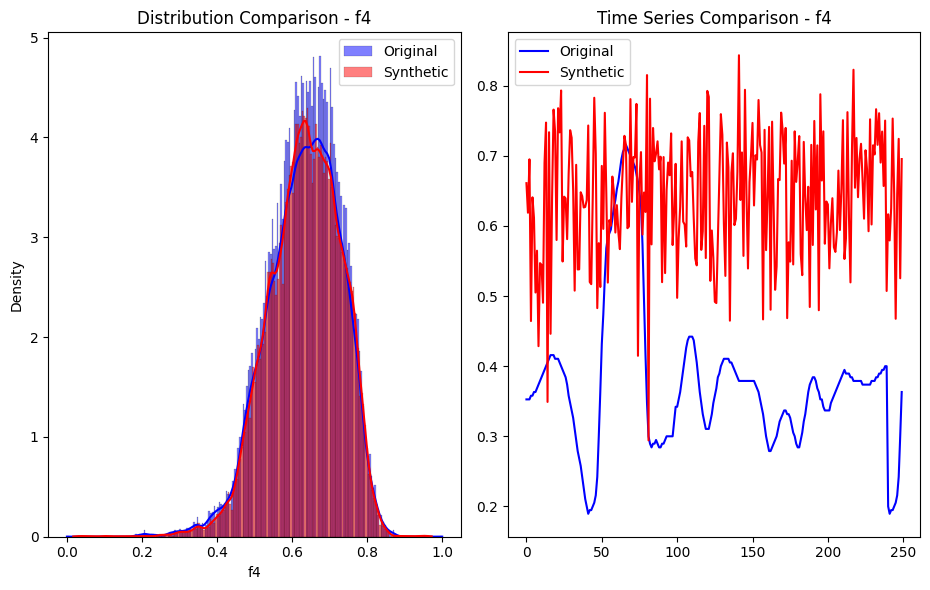 Distribution Comparison - f4
Original
Synthetic
5
4
3
2
1
0
Density
0.0 0.2 0.4 0.6 0.8 1.0
f4
Time Series Comparison - f4
Original
Synthetic
0.8
0.7
0.6
0.5
0.4
0.3
0.2
0 50 100 150 200 250